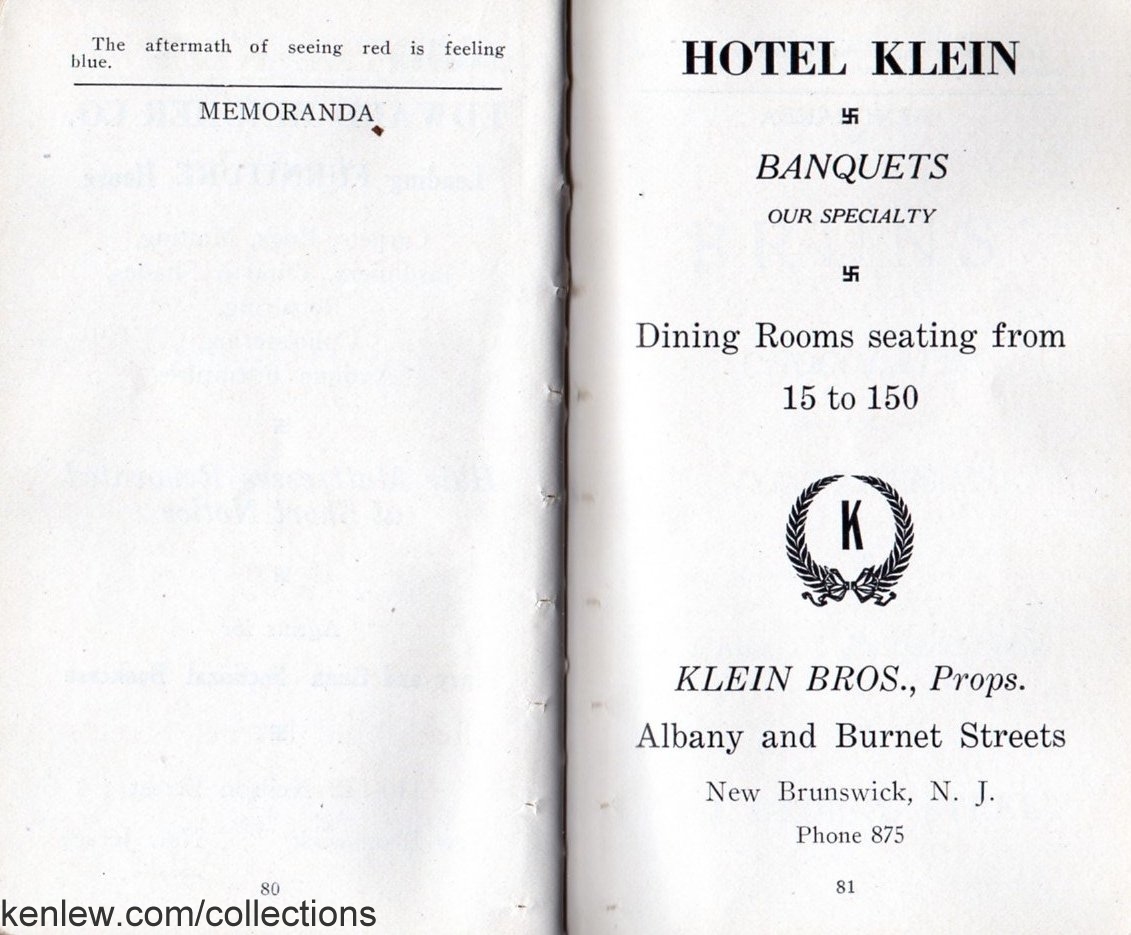 The aftermath of seeing red is feeling
blue.
MEMORANDA
80
HOTEL KLEIN
卐
BANQUETS
OUR SPECIALTY
卐
Dining Rooms seating from
15 to 150
K
KLEIN BROS., Props.
Albany and Burnet Streets
New Brunswick, N. J.
Phone 875
81
kenlew.com/collections